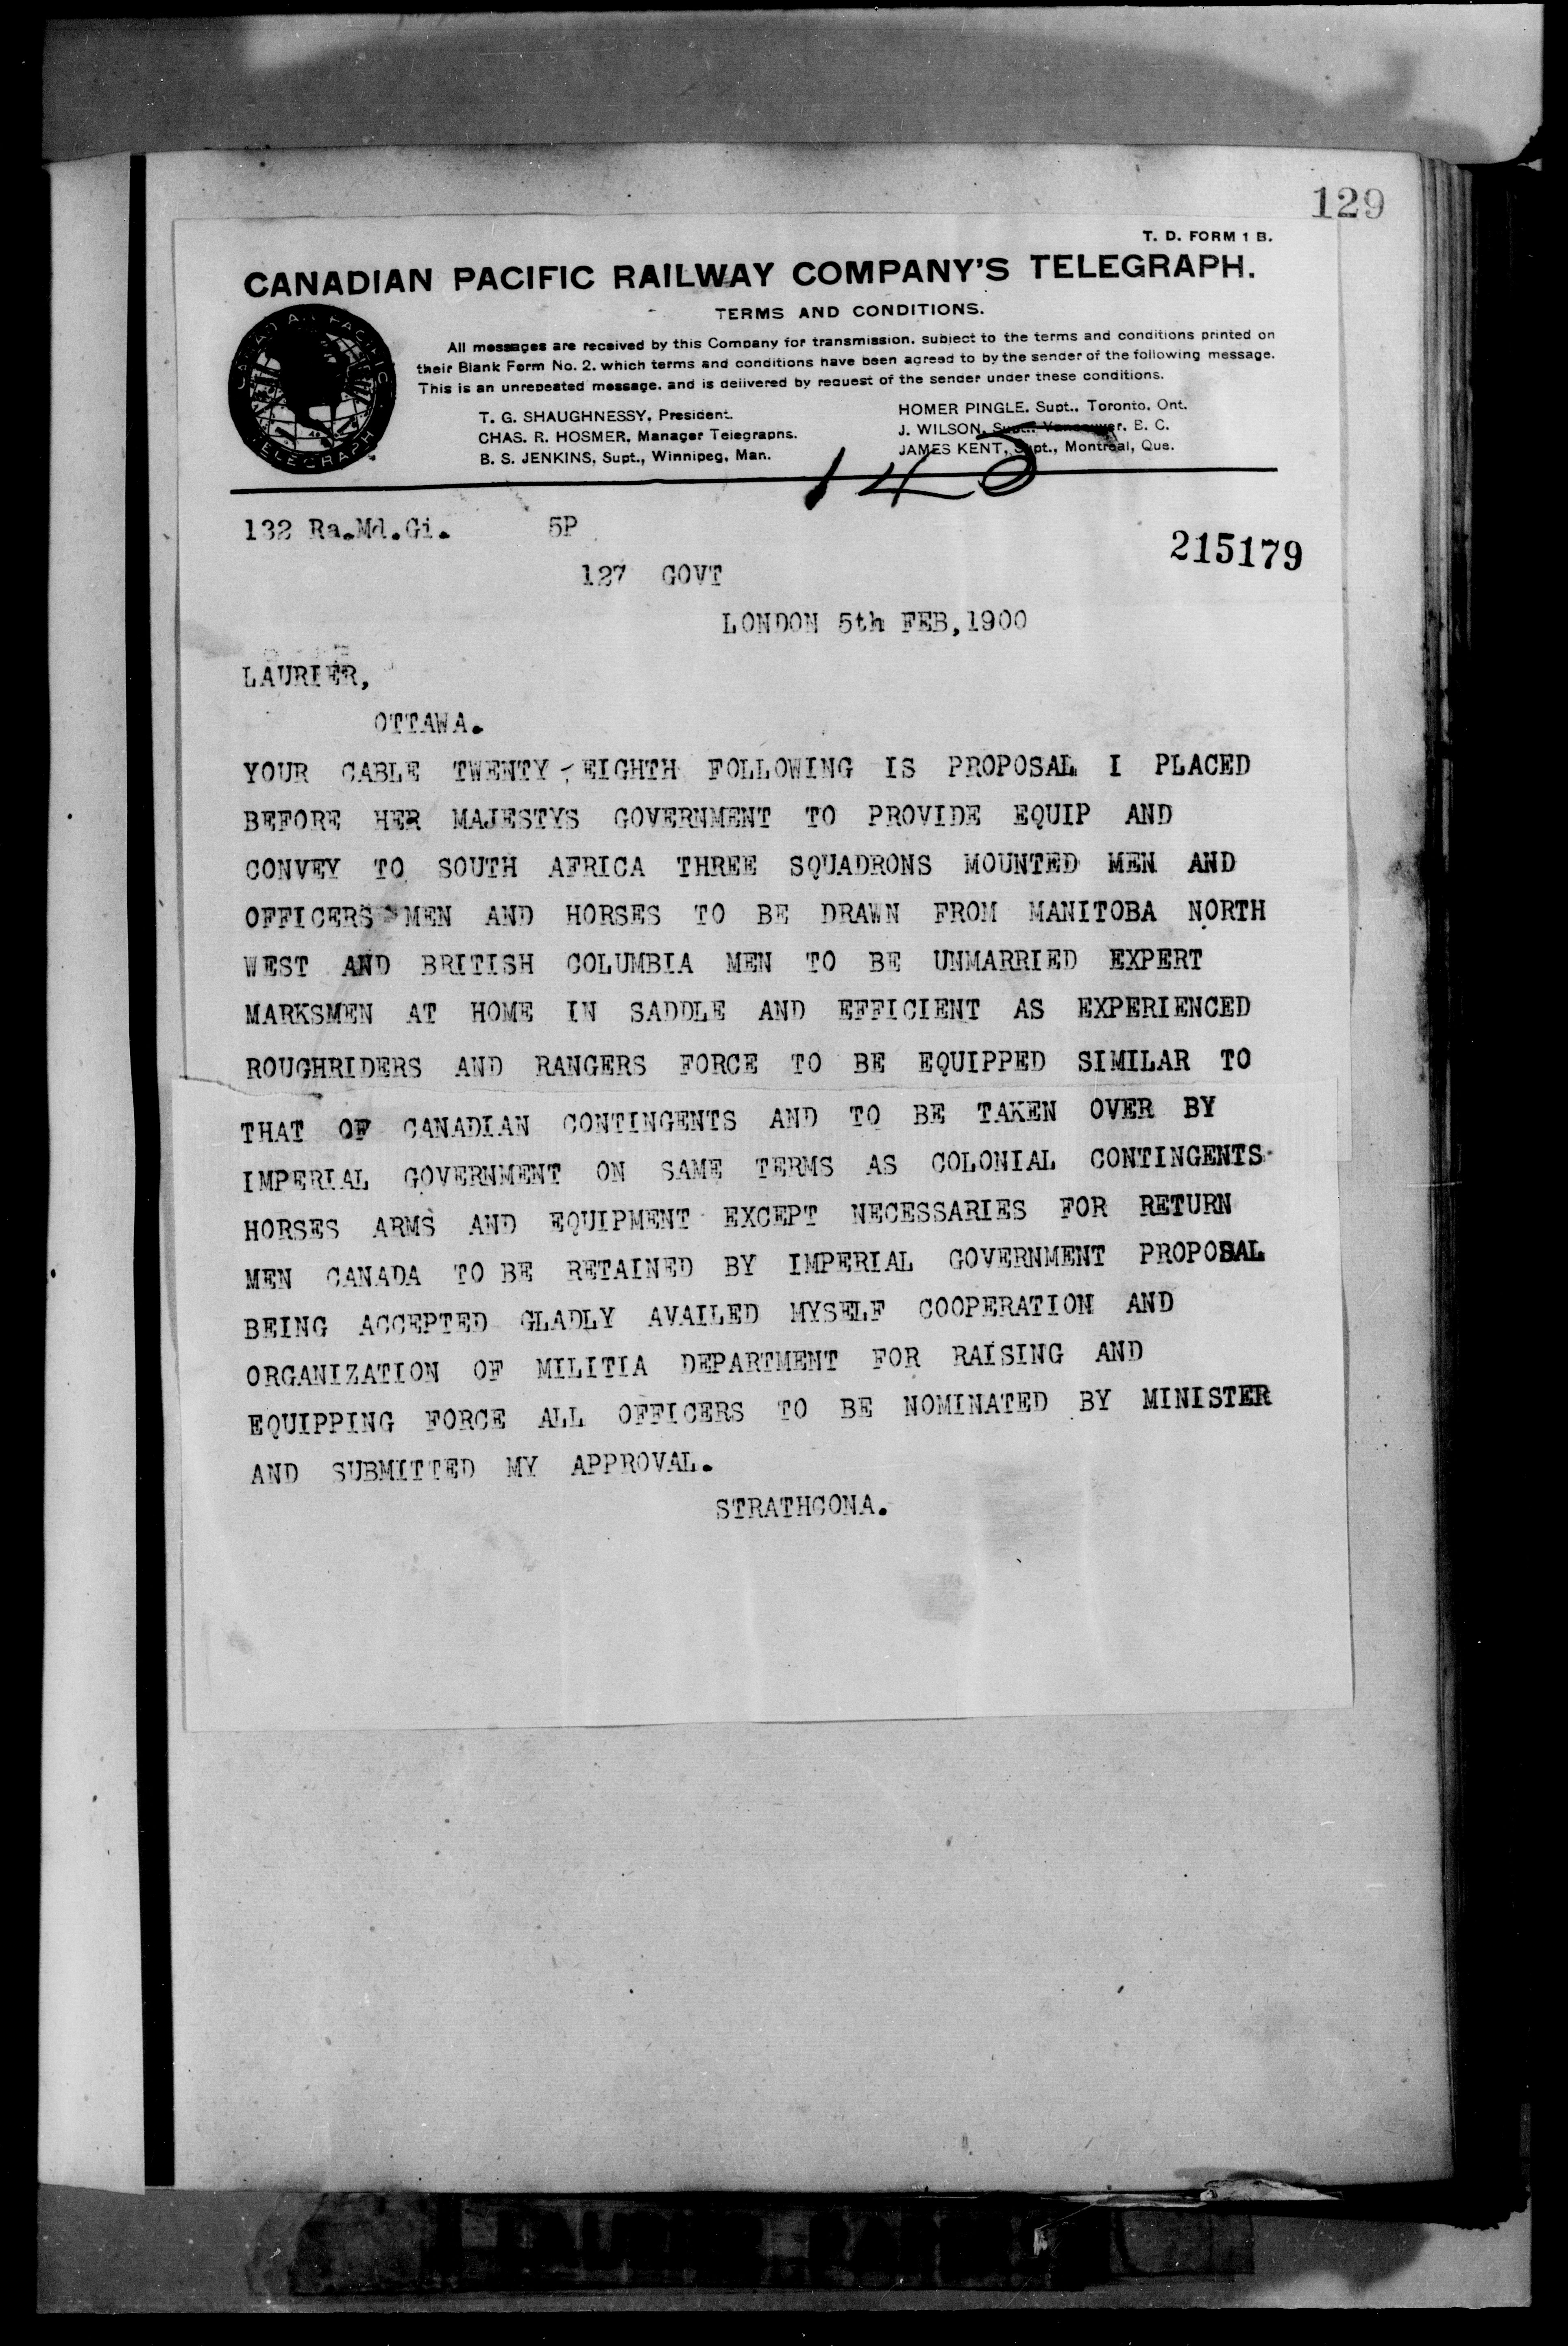 129
T. D. FORM 1 B.
CANADIAN PACIFIC RAILWAY COMPANY'S TELEGRAPH.
TERMS AND CONDITIONS.
CANADIAN PACIFIC
TELEGRAPH
All messages are received by this Company for transmission, subject to the terms and conditions printed on
their Blank Form No. 2, which terms and conditions have been agreed to by the sender of the following message.
This is an unrepeated message, and is delivered by request of the sender under these conditions.
T. G. SHAUGHNESSY, President.
CHAS. R. HOSMER, Manager Telegraphs.
B. S. JENKINS, Supt., Winnipeg, Man.
HOMER PINGLE, Supt., Toronto, Ont.
J. WILSON, Supt., Vancouver, B. C.
JAMES KENT, Supt., Montreal, Que.
145
132 Ra.Md.Gi. 5P
215179
127 GOVT
LONDON 5th FEB,1900
LAURIER,
OTTAWA.
YOUR CABLE TWENTY-EIGHTH FOLLOWING IS PROPOSAL I PLACED
BEFORE HER MAJESTYS GOVERNMENT TO PROVIDE EQUIP AND
CONVEY TO SOUTH AFRICA THREE SQUADRONS MOUNTED MEN AND
OFFICERS MEN AND HORSES TO BE DRAWN FROM MANITOBA NORTH
WEST AND BRITISH COLUMBIA MEN TO BE UNMARRIED EXPERT
MARKSMEN AT HOME IN SADDLE AND EFFICIENT AS EXPERIENCED
ROUGHRIDERS AND RANGERS FORCE TO BE EQUIPPED SIMILAR TO
THAT OF CANADIAN CONTINGENTS AND TO BE TAKEN OVER BY
IMPERIAL GOVERNMENT ON SAME TERMS AS COLONIAL CONTINGENTS
HORSES ARMS AND EQUIPMENT EXCEPT NECESSARIES FOR RETURN
MEN CANADA TO BE RETAINED BY IMPERIAL GOVERNMENT PROPOSAL
BEING ACCEPTED GLADLY AVAILED MYSELF COOPERATION AND
ORGANIZATION OF MILITIA DEPARTMENT FOR RAISING AND
EQUIPPING FORCE ALL OFFICERS TO BE NOMINATED BY MINISTER
AND SUBMITTED MY APPROVAL.
STRATHCONA.